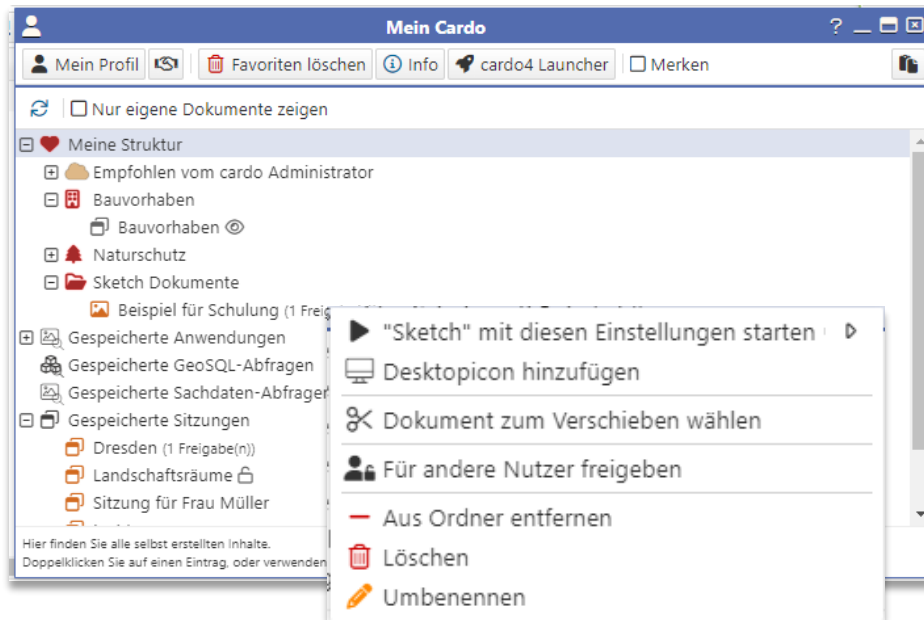 Mein Cardo
Mein Profil Favoriten löschen Info cardo4 Launcher Merken
Nur eigene Dokumente zeigen
Meine Struktur
Empfohlen vom cardo Administrator
Bauvorhaben
Bauvorhaben
Naturschutz
Sketch Dokumente
Beispiel für Schulung (1
"Sketch" mit diesen Einstellungen starten
Gespeicherte Anwendungen
Gespeicherte GeoSQL-Abfragen
Desktopicon hinzufügen
Gespeicherte Sachdaten-Abfragen
Gespeicherte Sitzungen
Dokument zum Verschieben wählen
Dresden (1 Freigabe(n))
Landschaftsräume
Für andere Nutzer freigeben
Sitzung für Frau Müller
Aus Ordner entfernen
Hier finden Sie alle selbst erstellten Inhalte.
Doppelklicken Sie auf einen Eintrag, oder verwenden
Löschen
Umbenennen